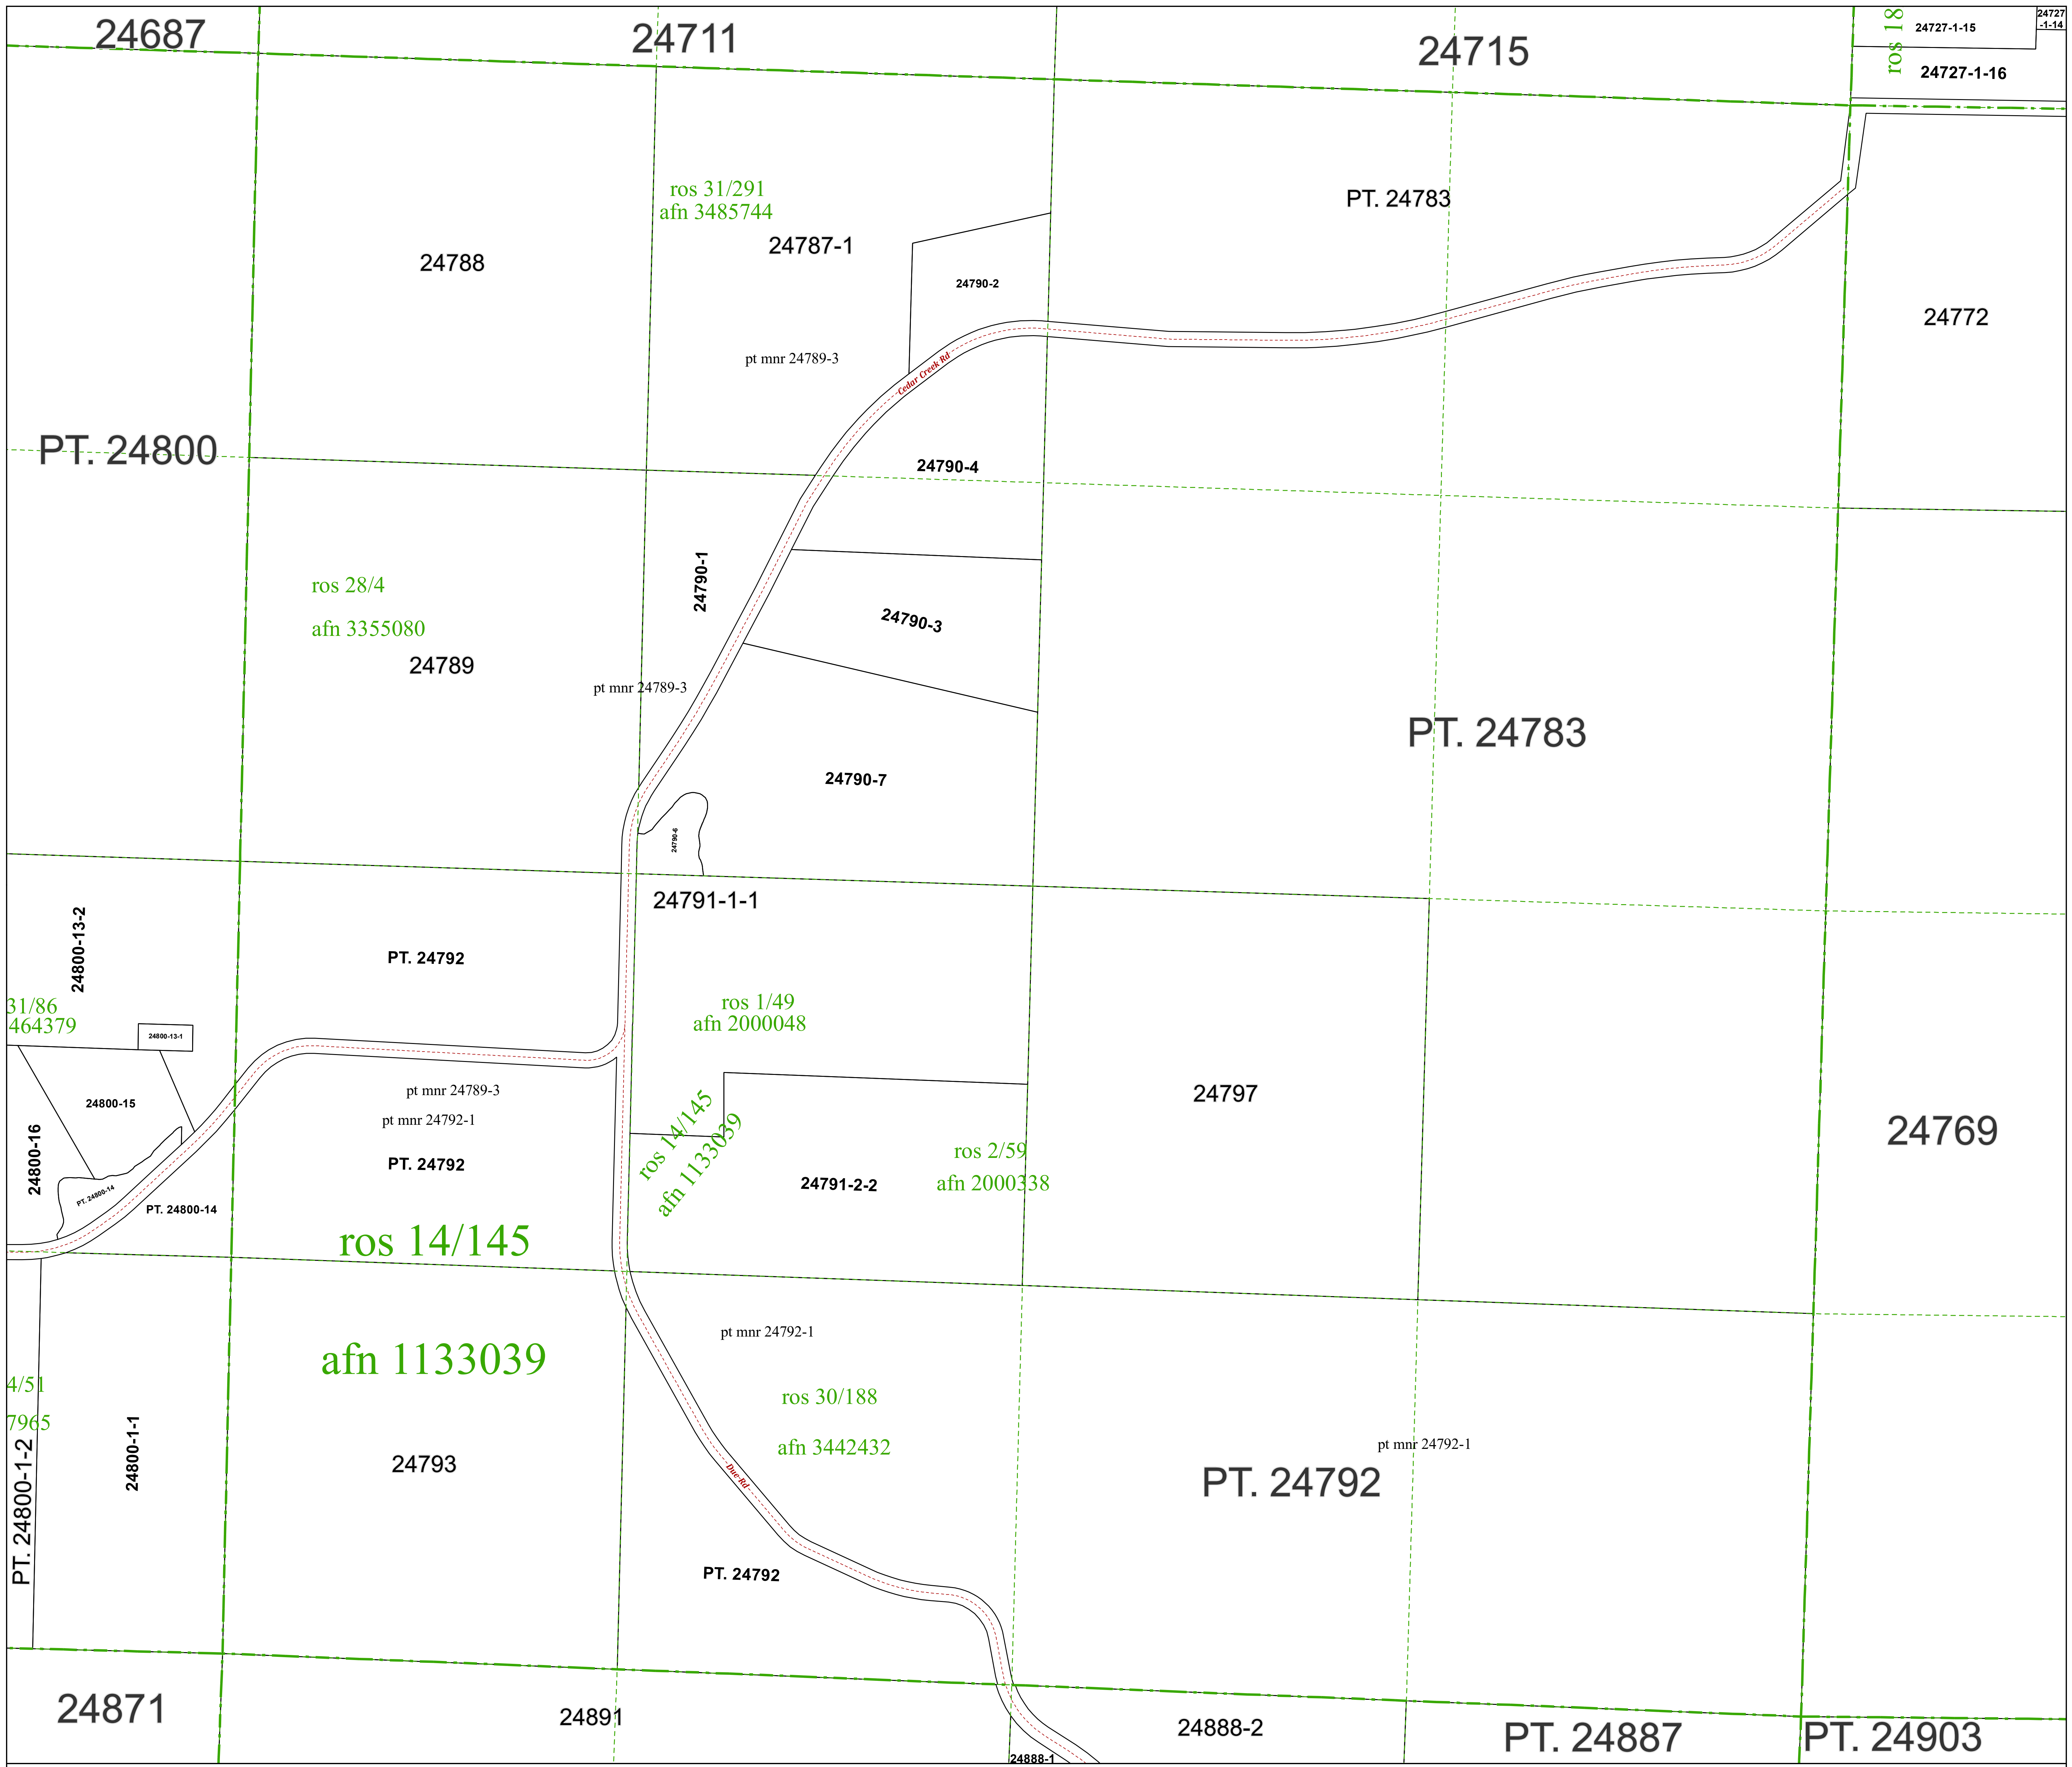 24687
24711
24715
ros 18
24727-1-15
24727
-1-14
24727-1-16
ros 31/291
afn 3485744
24787-1
PT. 24783
24788
24790-2
24772
pt mnr 24789-3
Cedar Creek Rd
PT. 24800
24790-4
ros 28/4
afn 3355080
24789
24790-1
24790-3
pt mnr 24789-3
PT. 24783
24790-7
24790-6
24791-1-1
24800-13-2
PT. 24792
31/86
464379
24800-13-1
ros 1/49
afn 2000048
pt mnr 24789-3
pt mnr 24792-1
24797
24800-15
24800-16
PT. 24792
ros 14/145
afn 1133039
ros 2/59
afn 2000338
24791-2-2
24769
PT. 24800-14
PT. 24800-14
ros 14/145
afn 1133039
pt mnr 24792-1
4/51
7965
ros 30/188
afn 3442432
PT. 24800-1-2
24800-1-1
24793
Due Rd
pt mnr 24792-1
PT. 24792
PT. 24792
24871
24891
24888-2
24888-1
PT. 24887
PT. 24903